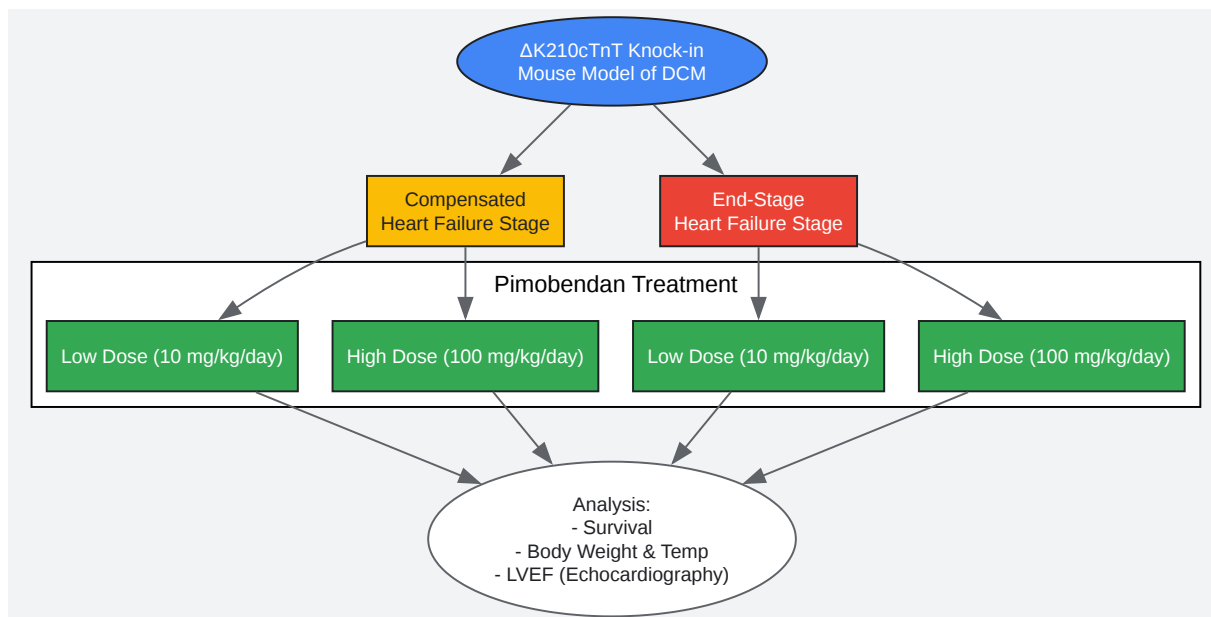 ΔK210cTnT Knock-in
Mouse Model of DCM
Compensated
Heart Failure Stage
End-Stage
Heart Failure Stage
Pimobendan Treatment
Low Dose (10 mg/kg/day)
High Dose (100 mg/kg/day)
Low Dose (10 mg/kg/day)
High Dose (100 mg/kg/day)
Analysis:
- Survival
- Body Weight & Temp
- LVEF (Echocardiography)